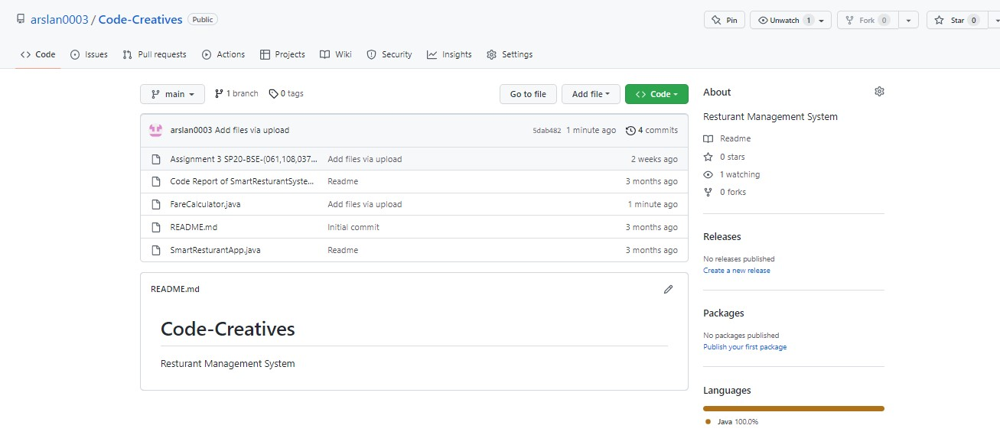 arslan0003 / Code-Creatives Public
Pin
Unwatch 1
Fork 0
Star 0
Code
Issues
Pull requests
Actions
Projects
Wiki
Security
Insights
Settings
main
1 branch
0 tags
Go to file
Add file
Code
arslan0003 Add files via upload 5dab482 1 minute ago 4 commits
Assignment 3 SP20-BSE-(061,108,037... Add files via upload 2 weeks ago
Code Report of SmartResturantSyste... Readme 3 months ago
FareCalculator.java Add files via upload 1 minute ago
README.md Initial commit 3 months ago
SmartResturantApp.java Readme 3 months ago
README.md
Code-Creatives
Resturant Management System
About
Resturant Management System
Readme
0 stars
1 watching
0 forks
Releases
No releases published
Create a new release
Packages
No packages published
Publish your first package
Languages
Java 100.0%